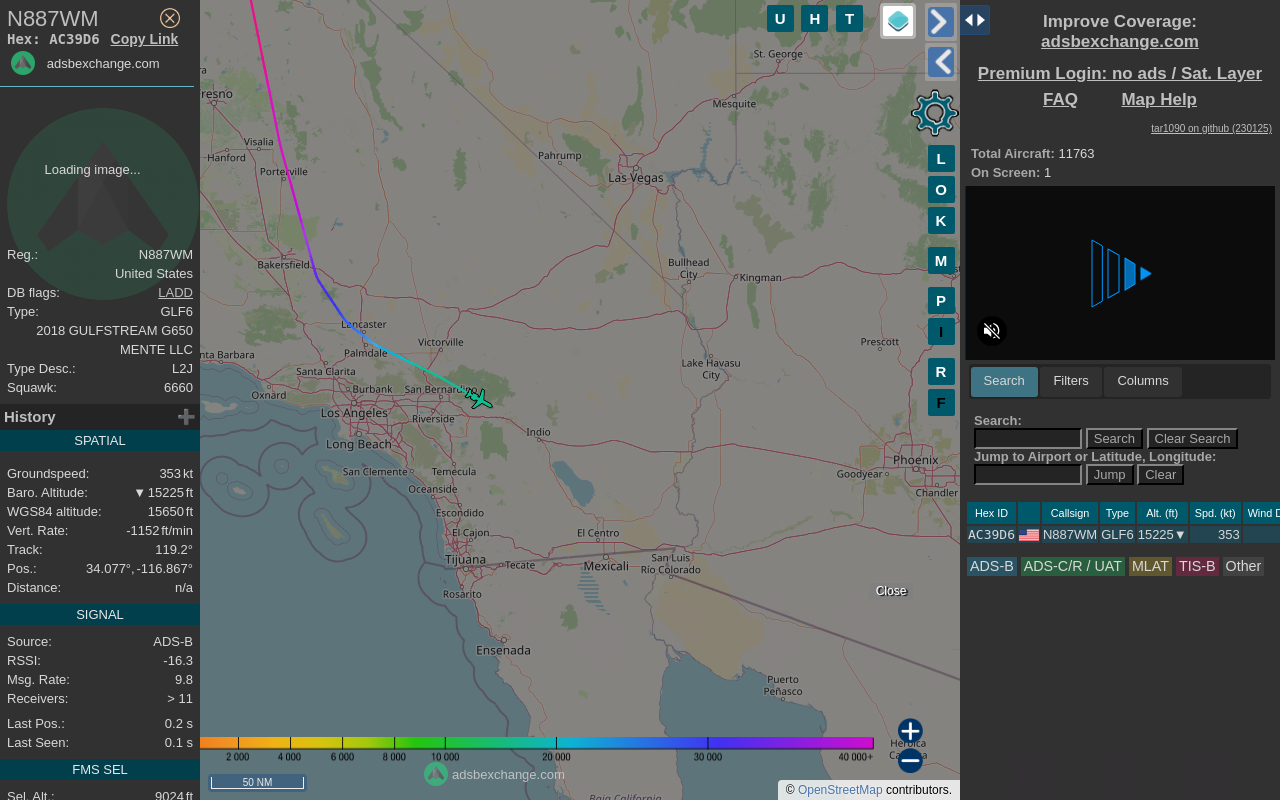 N887WM
Hex: AC39D6 Copy Link
adsbexchange.com
Loading image...
Reg.: N887WM
United States
DB flags: LADD
Type: GLF6
2018 GULFSTREAM G650
MENTE LLC
Type Desc.: L2J
Squawk: 6660
History
SPATIAL
Groundspeed: 353 kt
Baro. Altitude: ▼ 15225 ft
WGS84 altitude: 15650 ft
Vert. Rate: -1152 ft/min
Track: 119.2°
Pos.: 34.077°, -116.867°
Distance: n/a
SIGNAL
Source: ADS-B
RSSI: -16.3
Msg. Rate: 9.8
Receivers: > 11
Last Pos.: 0.2 s
Last Seen: 0.1 s
FMS SEL
Sel. Alt.: 9024 ft
U H T
L
O
K
M
P
I
R
F
St. George
Mesquite
resno
Visalia
Hanford
Porterville
Pahrump
Las Vegas
Bakersfield
Bullhead
City
Kingman
Lancaster
Palmdale
Victorville
Prescott
nta Barbara
Santa Clarita
Lake Havasu
City
Oxnard
Burbank
San Bernard
Los Angeles
Riverside
Long Beach
Indio
Phoenix
San Clemente
Temecula
Goodyear
Oceanside
Chandler
Escondido
El Cajon
El Centro
Tijuana
Tecate
Mexicali
San Luis
Río Colorado
Rosarito
Close
Ensenada
Puerto
Peñasco
Heroica
Baja California
2 000 4 000 6 000 8 000 10 000 20 000 30 000 40 000+
adsbexchange.com
50 NM
© OpenStreetMap contributors.
Improve Coverage:
adsbexchange.com
Premium Login: no ads / Sat. Layer
FAQ Map Help
tar1090 on github (230125)
Total Aircraft: 11763
On Screen: 1
Search Filters Columns
Search:
Search Clear Search
Jump to Airport or Latitude, Longitude:
Jump Clear
Hex ID Callsign Type Alt. (ft) Spd. (kt) Wind D
AC39D6 N887WM GLF6 15225▼ 353
ADS-B ADS-C/R / UAT MLAT TIS-B Other